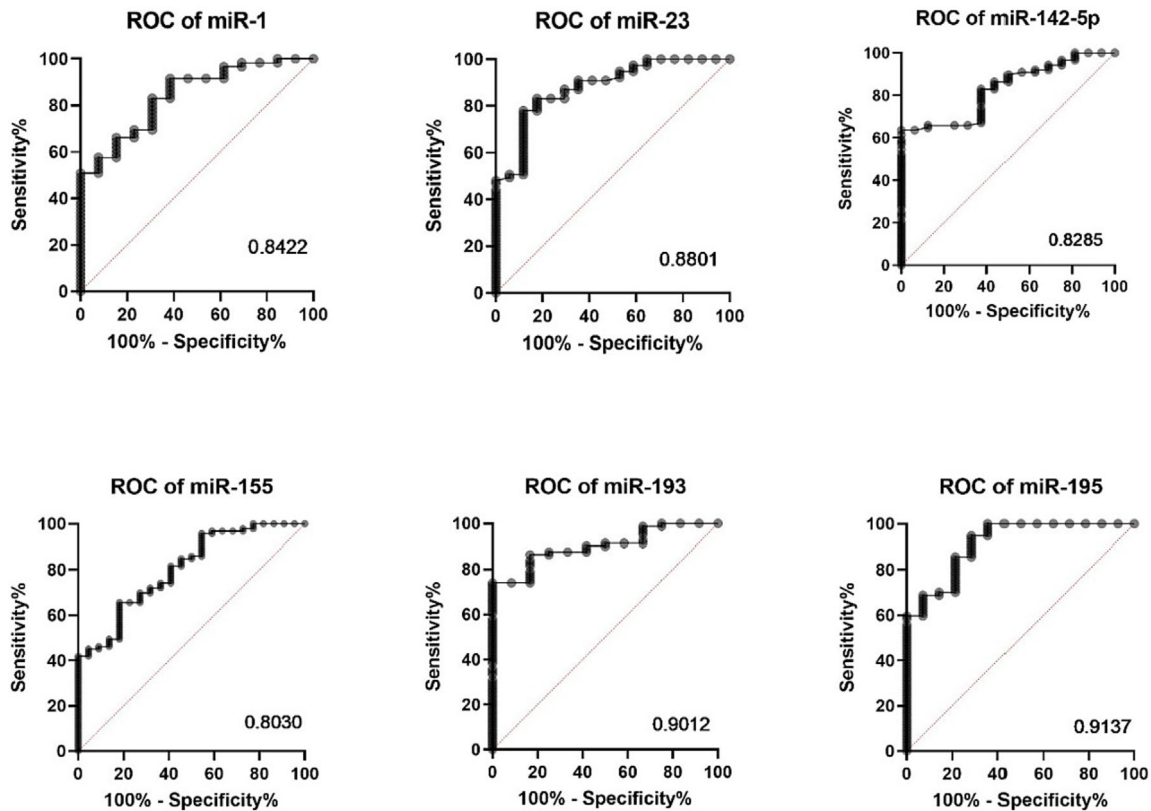 ROC of miR-1
Sensitivity%
100
80
60
40
20
0
0 20 40 60 80 100
0.8422
100% - Specificity%
ROC of miR-23
Sensitivity%
100
80
60
40
20
0
0 20 40 60 80 100
0.8801
100% - Specificity%
ROC of miR-142-5p
Sensitivity%
100
80
60
40
20
0
0 20 40 60 80 100
0.8285
100% - Specificity%
ROC of miR-155
Sensitivity%
100
80
60
40
20
0
0 20 40 60 80 100
0.8030
100% - Specificity%
ROC of miR-193
Sensitivity%
100
80
60
40
20
0
0 20 40 60 80 100
0.9012
100% - Specificity%
ROC of miR-195
Sensitivity%
100
80
60
40
20
0
0 20 40 60 80 100
0.9137
100% - Specificity%